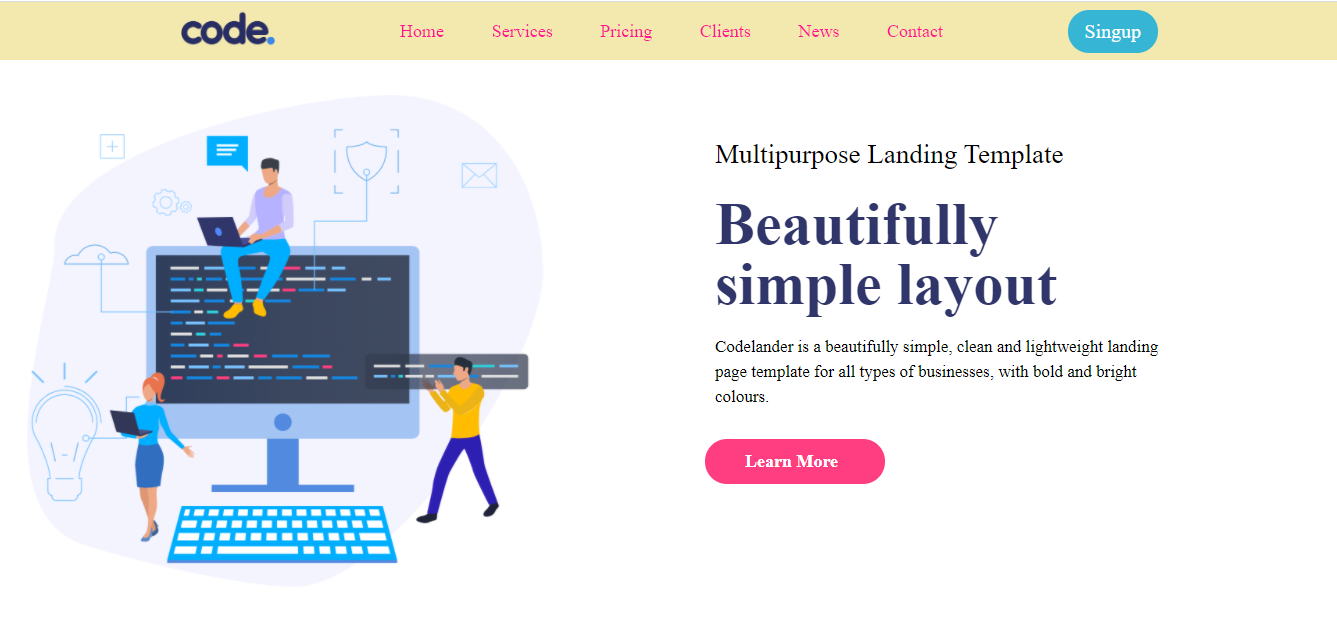 code. Home Services Pricing Clients News Contact Singup
Multipurpose Landing Template
Beautifully
simple layout
Codelander is a beautifully simple, clean and lightweight landing
page template for all types of businesses, with bold and bright
colours.
Learn More